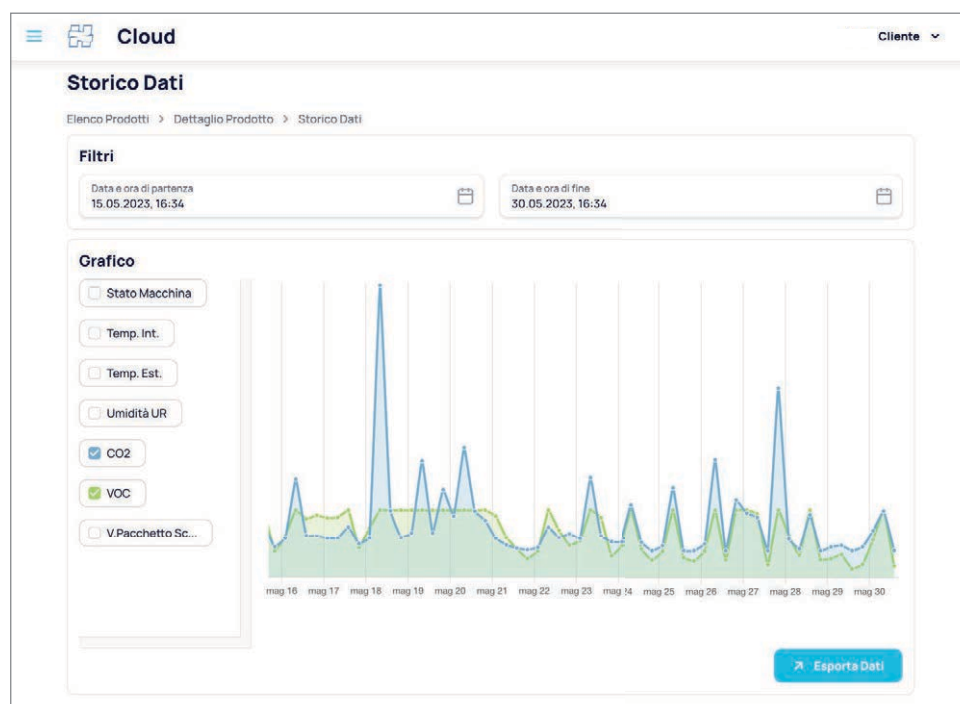 Cloud
Cliente
Storico Dati
Elenco Prodotti > Dettaglio Prodotto > Storico Dati
Filtri
Data e ora di partenza
15.05.2023, 16:34
Data e ora di fine
30.05.2023, 16:34
Grafico
Stato Macchina
Temp. Int.
Temp. Est.
Umidità UR
CO2
VOC
V.Pacchetto Sc...
mag 16 mag 17 mag 18 mag 19 mag 20 mag 21 mag 22 mag 23 mag !4 mag 25 mag 26 mag 27 mag 28 mag 29 mag 30
Esporta Dati